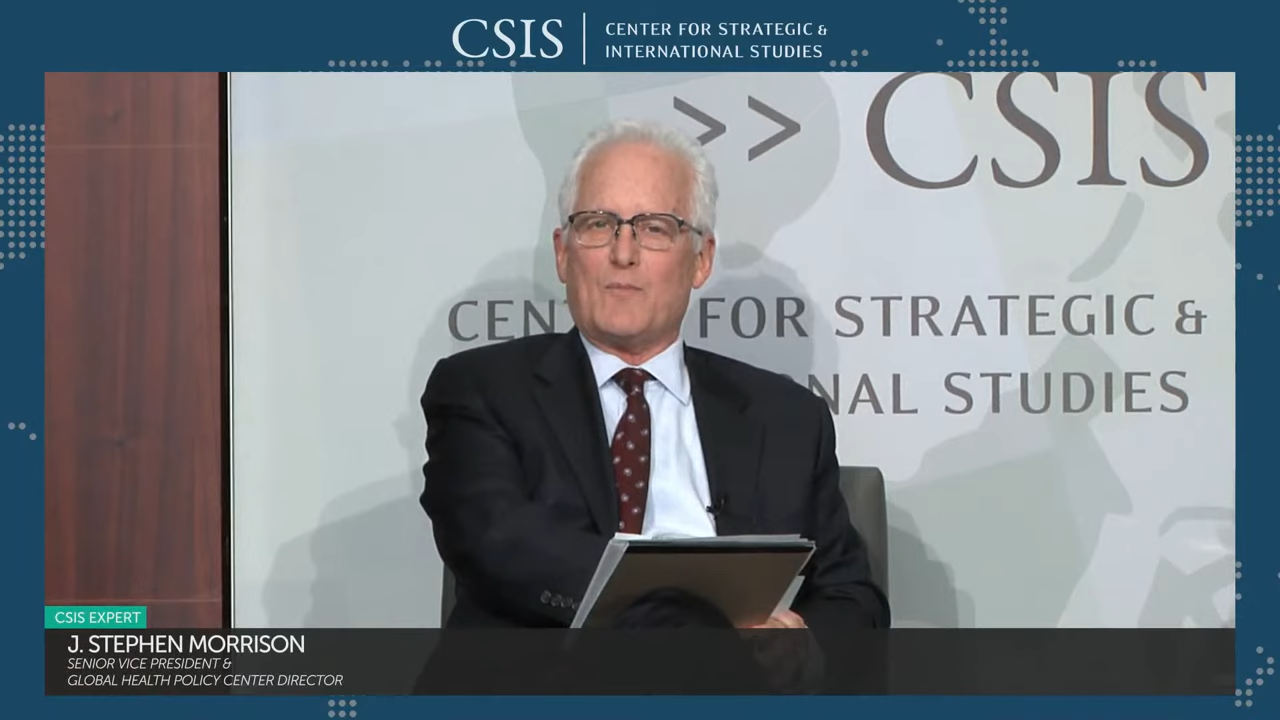 CSIS
CENTER FOR STRATEGIC &
INTERNATIONAL STUDIES
>> CSIS
CEN FOR STRATEGIC &
NAL STUDIES
CSIS EXPERT
J. STEPHEN MORRISON
SENIOR VICE PRESIDENT &
GLOBAL HEALTH POLICY CENTER DIRECTOR